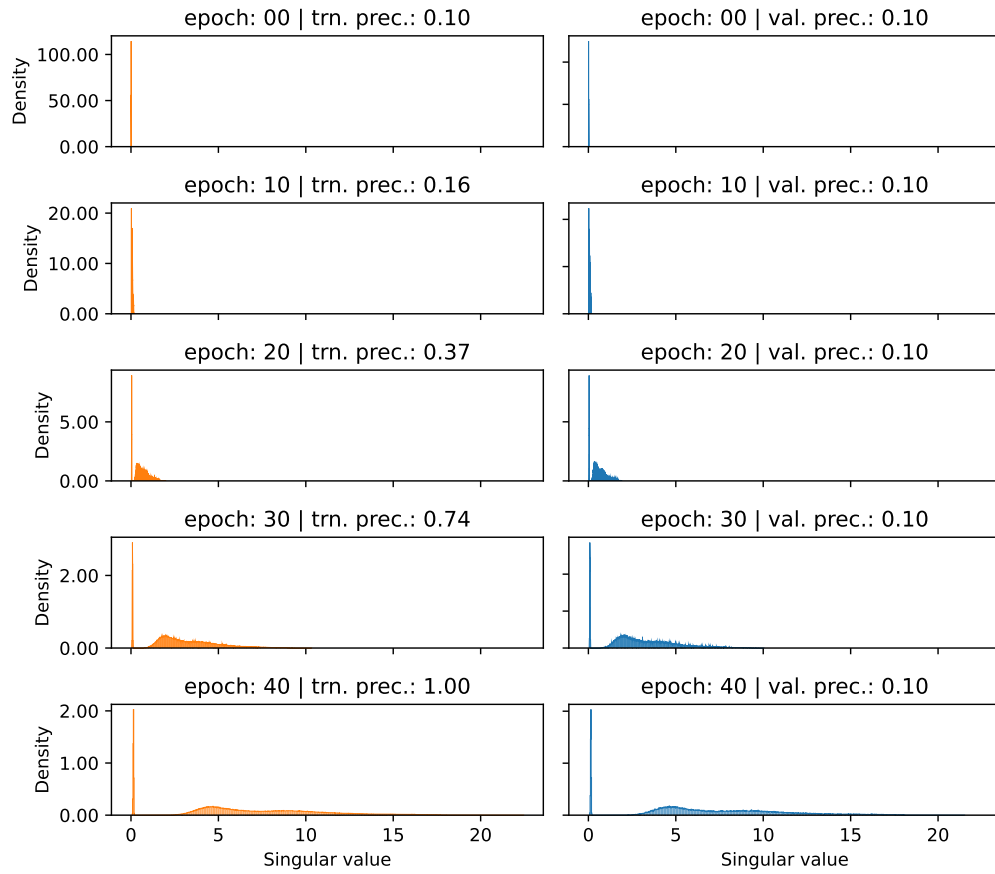 epoch: 00 | trn. prec.: 0.10
epoch: 00 | val. prec.: 0.10
100.00
50.00
0.00
Density
epoch: 10 | trn. prec.: 0.16
epoch: 10 | val. prec.: 0.10
20.00
10.00
0.00
Density
epoch: 20 | trn. prec.: 0.37
epoch: 20 | val. prec.: 0.10
5.00
0.00
Density
epoch: 30 | trn. prec.: 0.74
epoch: 30 | val. prec.: 0.10
2.00
0.00
Density
epoch: 40 | trn. prec.: 1.00
epoch: 40 | val. prec.: 0.10
2.00
1.00
0.00
Density
0 5 10 15 20
0 5 10 15 20
Singular value
Singular value